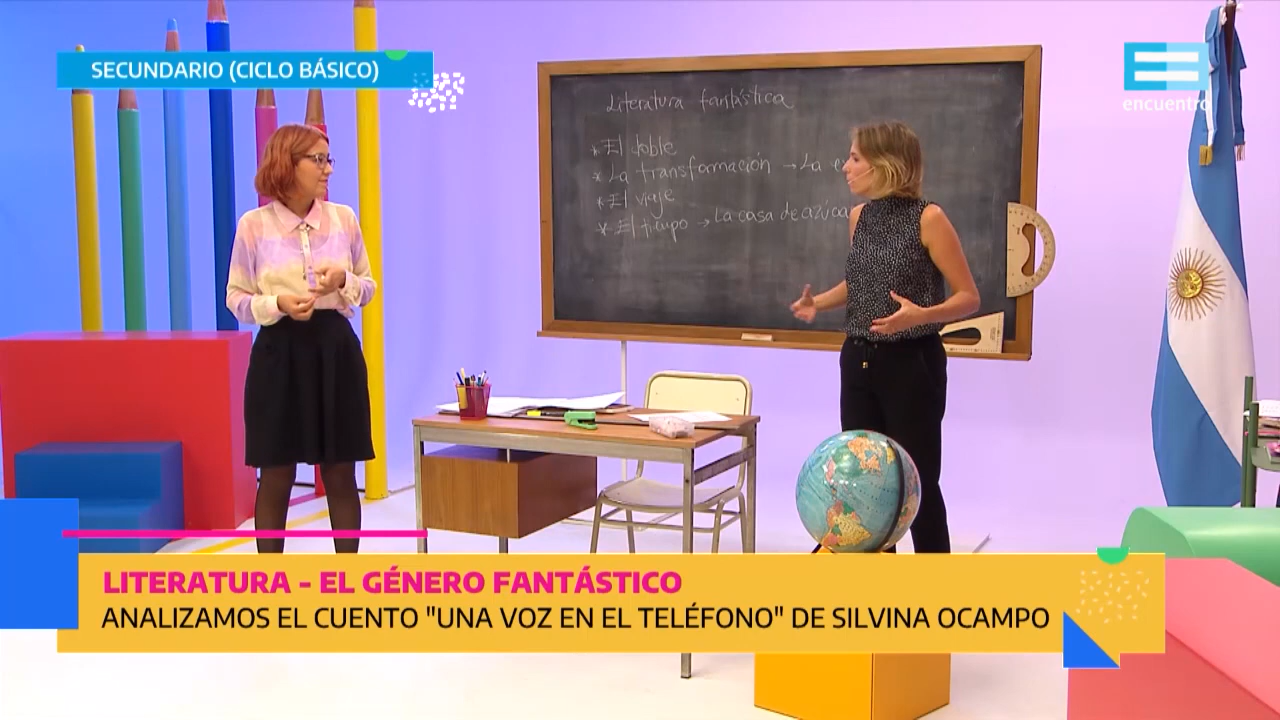 SECUNDARIO (CICLO BÁSICO)
encuentro
Literatura fantástica
* El doble
* La transformación → La
* El viaje
* El tiempo → La casa de azúca
LITERATURA - EL GÉNERO FANTÁSTICO
ANALIZAMOS EL CUENTO "UNA VOZ EN EL TELÉFONO" DE SILVINA OCAMPO